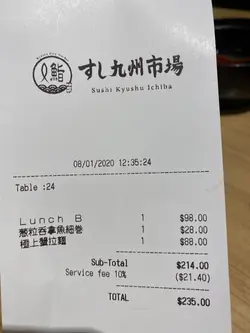 鮨
すし九州市場
Sushi Kyushu Ichiba
08/01/2020 12:35:24
Table :24
Lunch B 1 $98.00
葱粒吞拿魚細卷 1 $28.00
極上蟹拉麵 1 $88.00
Sub-Total $214.00
Service fee 10% ($21.40)
TOTAL $235.00